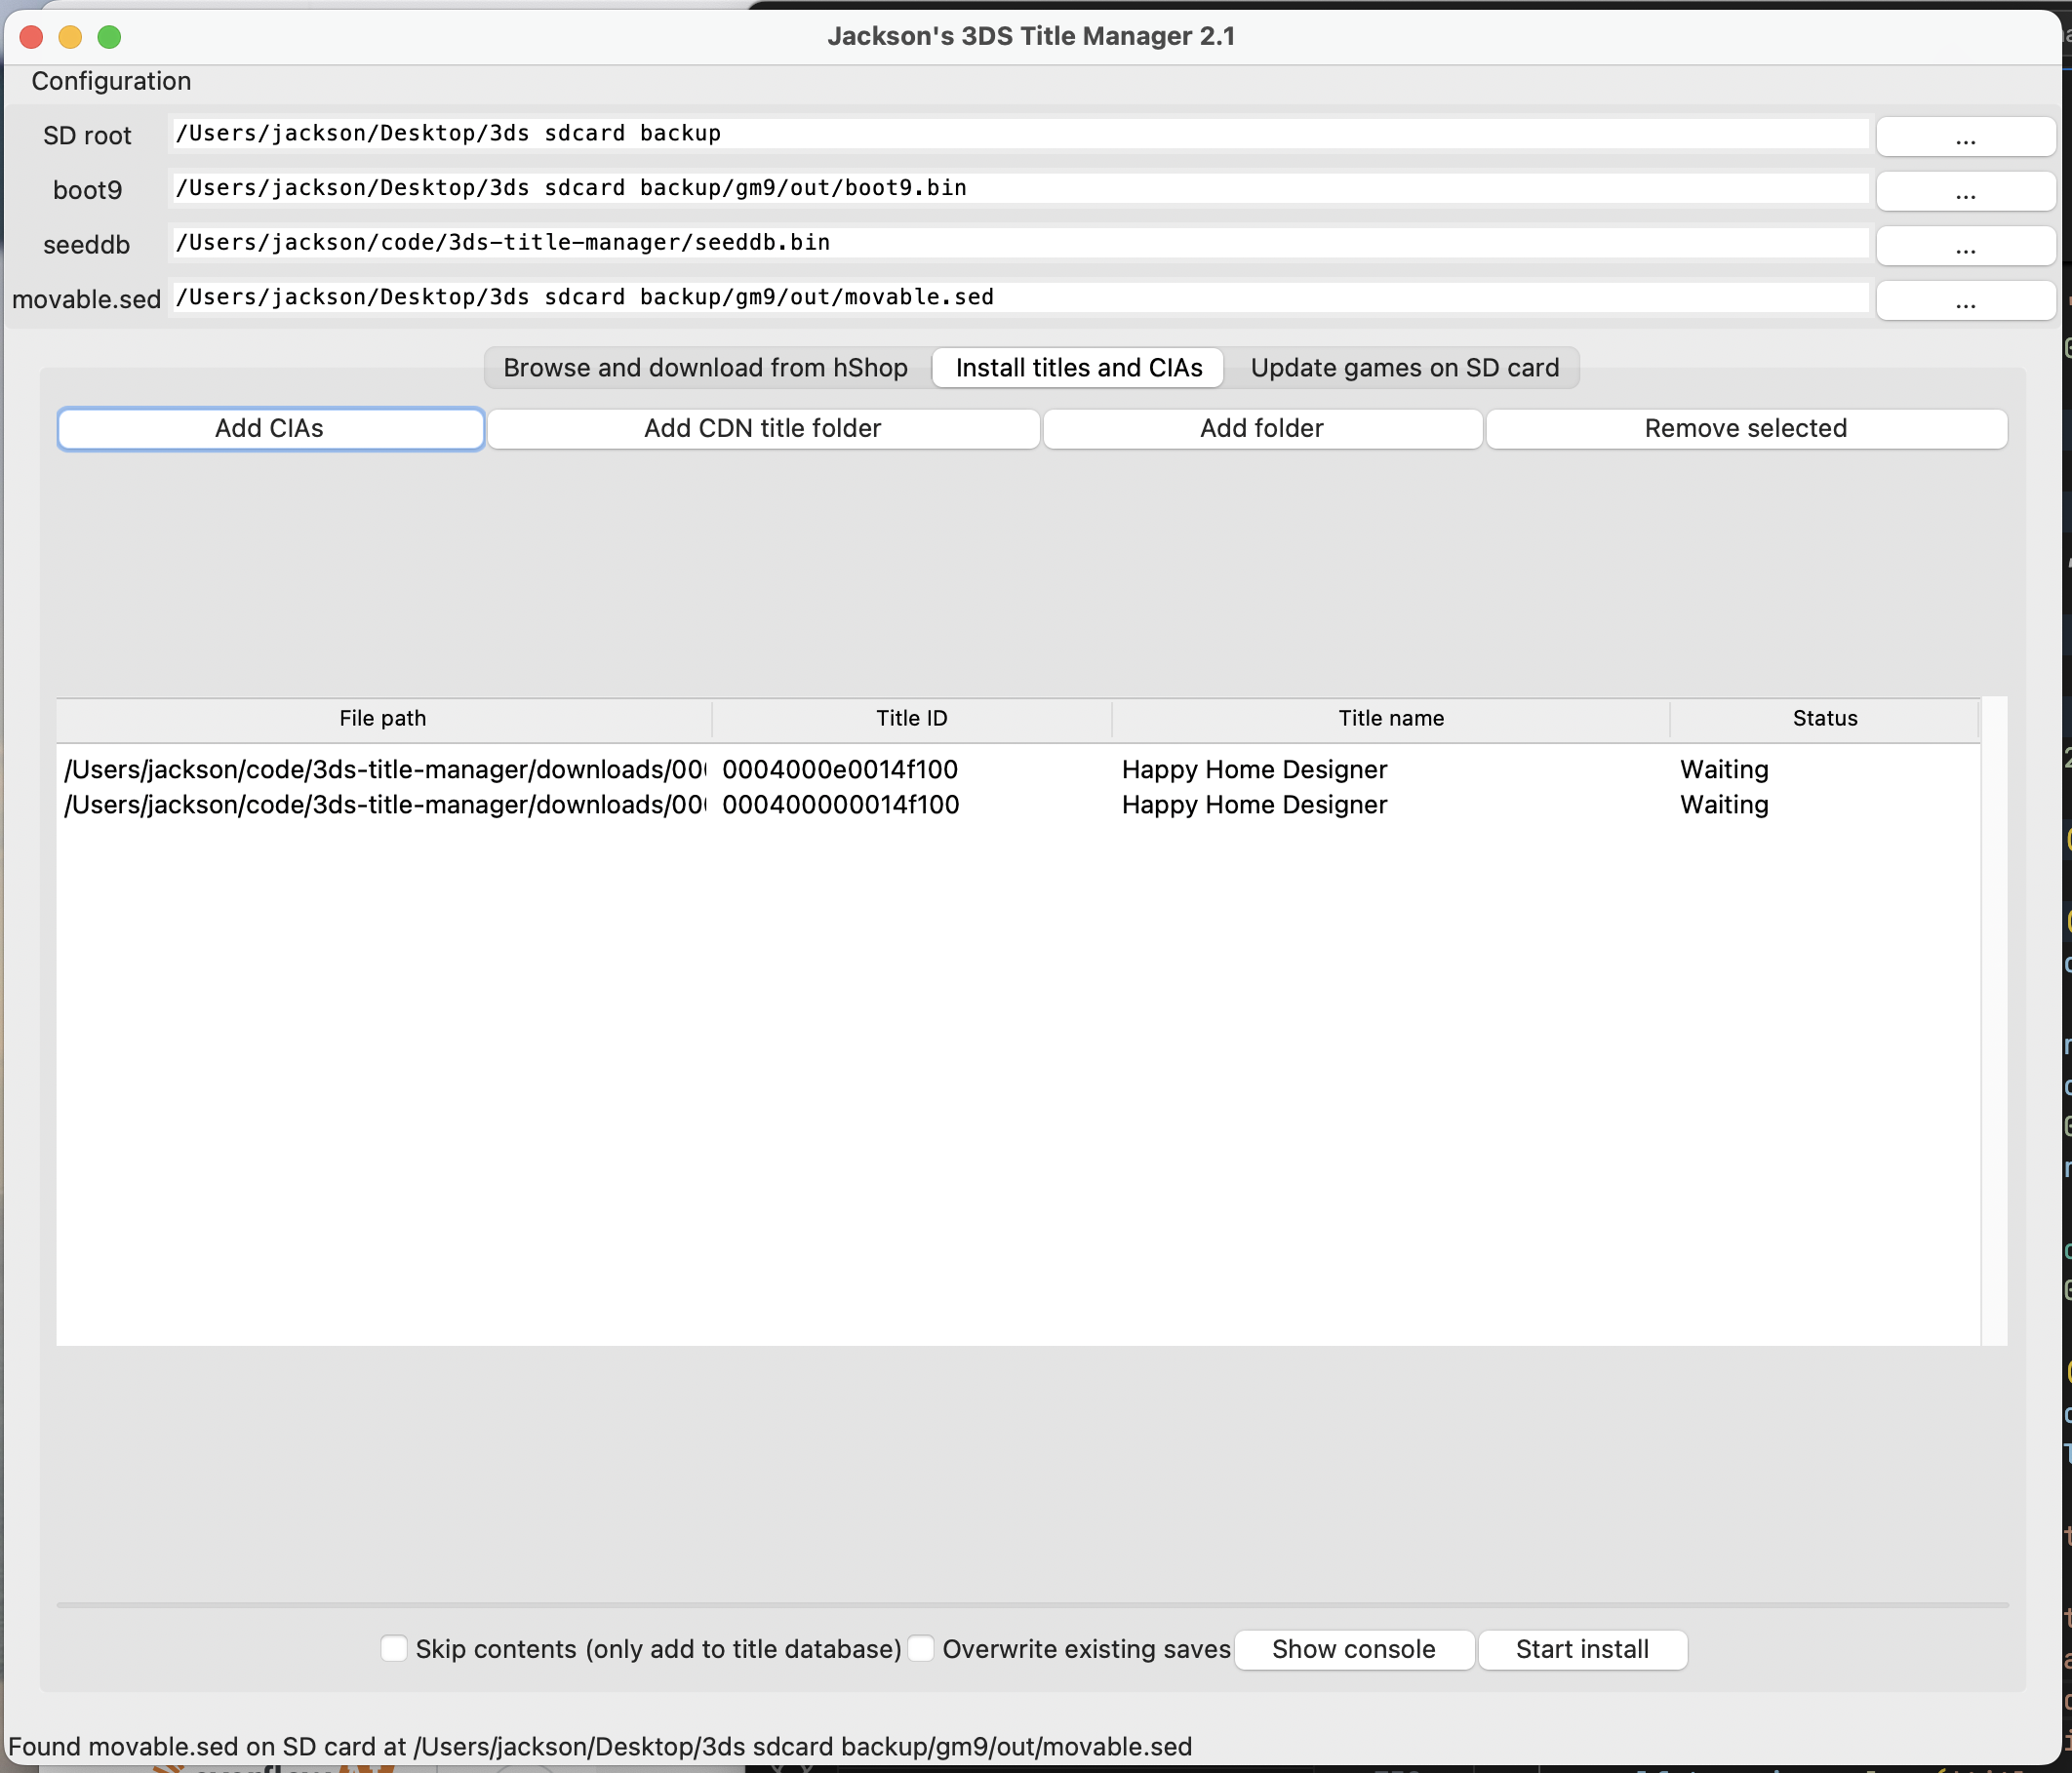 Jackson's 3DS Title Manager 2.1
Configuration
SD root /Users/jackson/Desktop/3ds sdcard backup ...
boot9 /Users/jackson/Desktop/3ds sdcard backup/gm9/out/boot9.bin ...
seeddb /Users/jackson/code/3ds-title-manager/seeddb.bin ...
movable.sed /Users/jackson/Desktop/3ds sdcard backup/gm9/out/movable.sed ...
Browse and download from hShop Install titles and CIAs Update games on SD card
Add CIAs Add CDN title folder Add folder Remove selected
File path Title ID Title name Status
/Users/jackson/code/3ds-title-manager/downloads/00 0004000e0014f100 Happy Home Designer Waiting
/Users/jackson/code/3ds-title-manager/downloads/00 000400000014f100 Happy Home Designer Waiting
Skip contents (only add to title database) Overwrite existing saves Show console Start install
Found movable.sed on SD card at /Users/jackson/Desktop/3ds sdcard backup/gm9/out/movable.sed